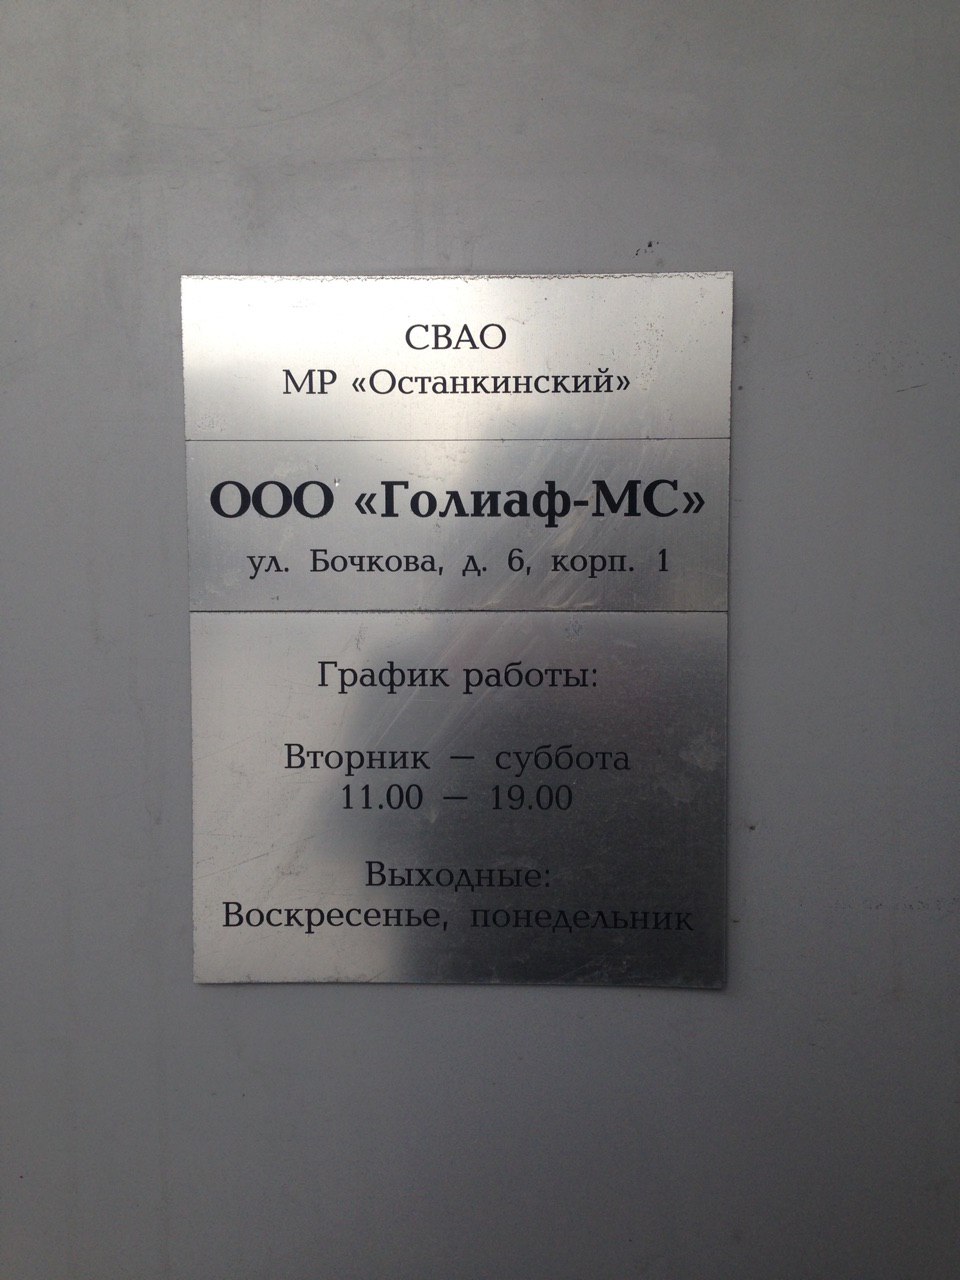 СВАО
МР «Останкинский»
ООО «Голиаф-МС»
ул. Бочкова, д. 6, корп. 1
График работы:
Вторник — суббота
11.00 — 19.00
Выходные:
Воскресенье, понедельник